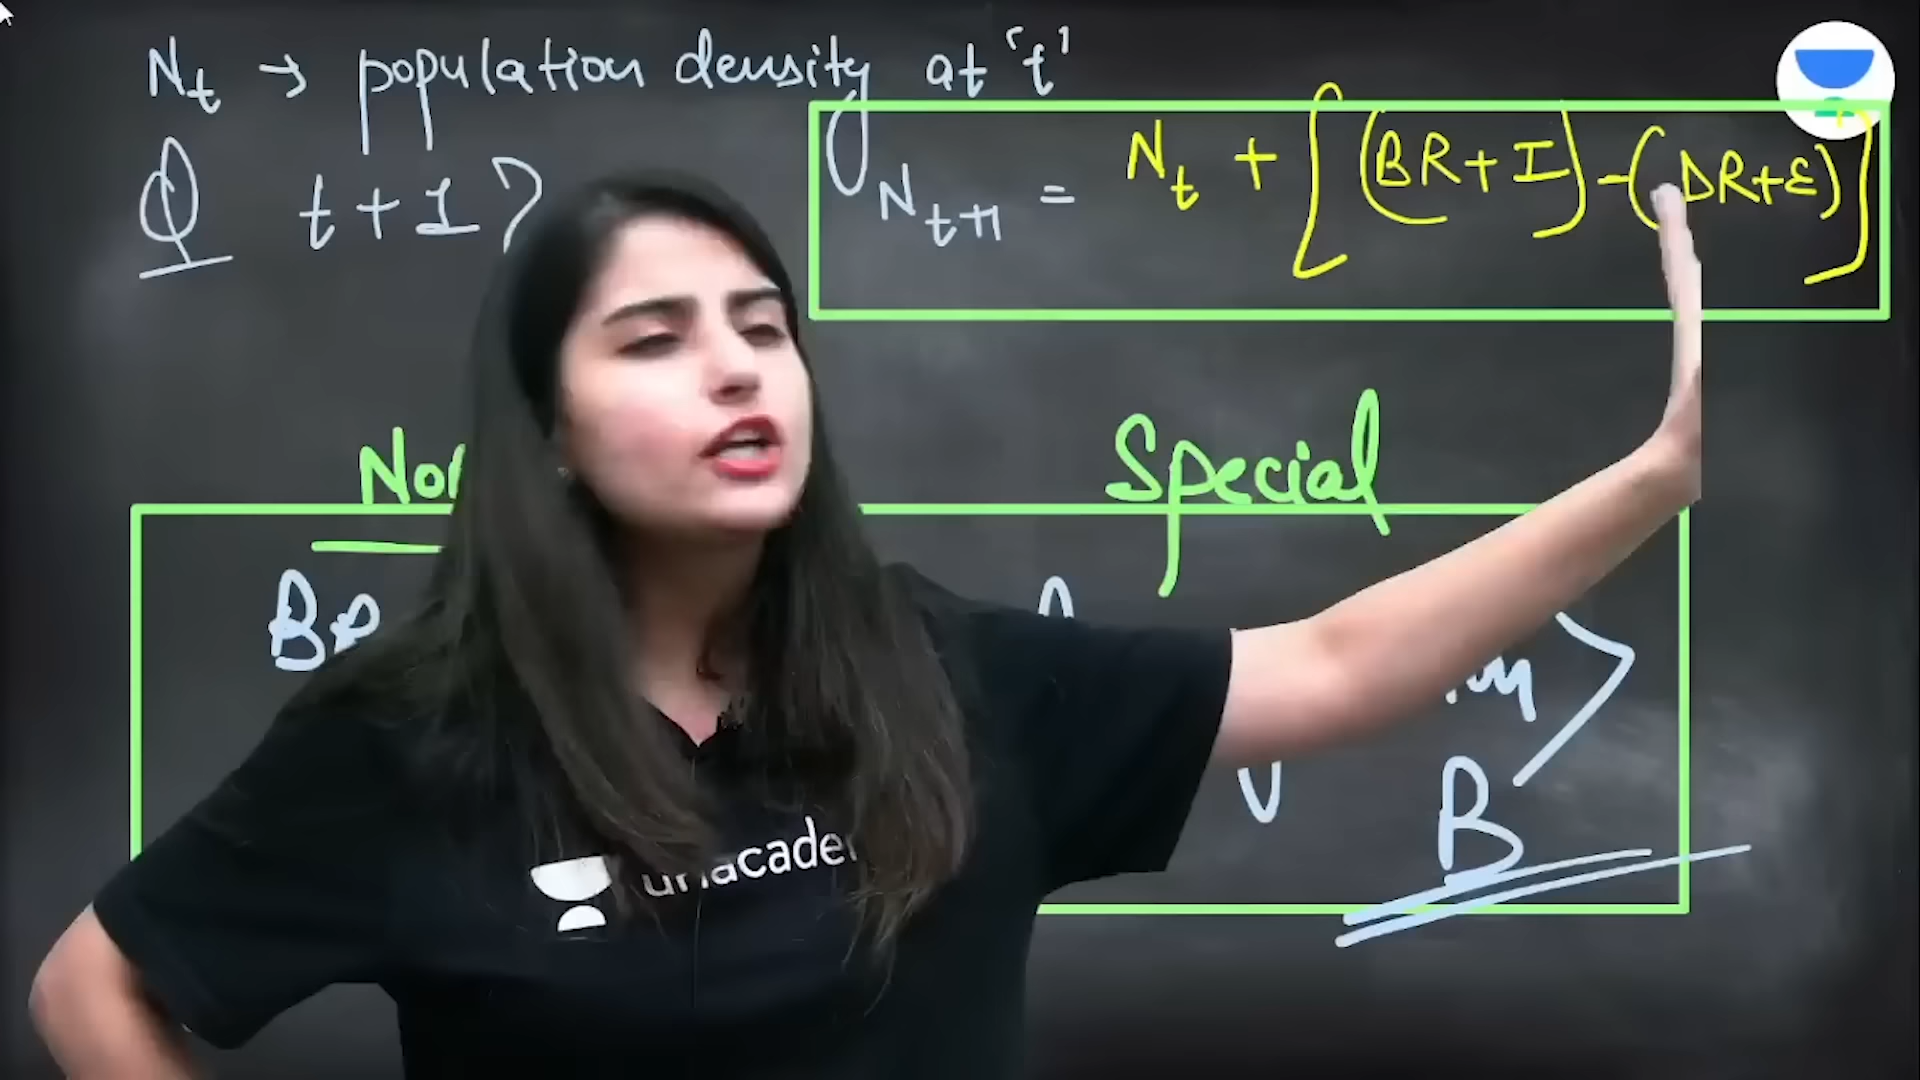 Nt → population density at 't'
Q t+1?
Nt+1 = Nt + [(BR+I) - (DR+E)]
Special
B
unacade